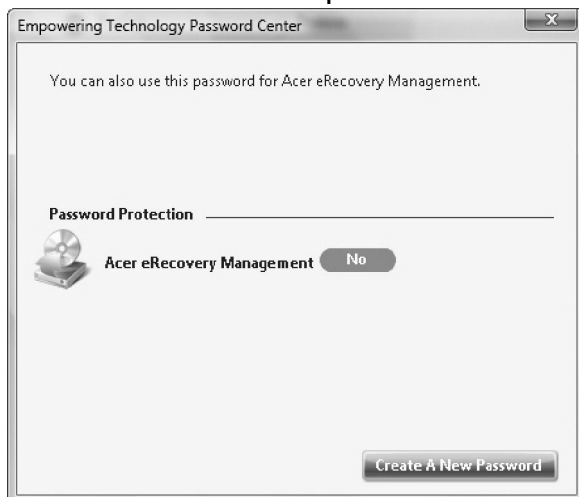 Empowering Technology Password Center
X
You can also use this password for Acer eRecovery Management.
Password Protection
Acer eRecovery Management No
Create A New Password